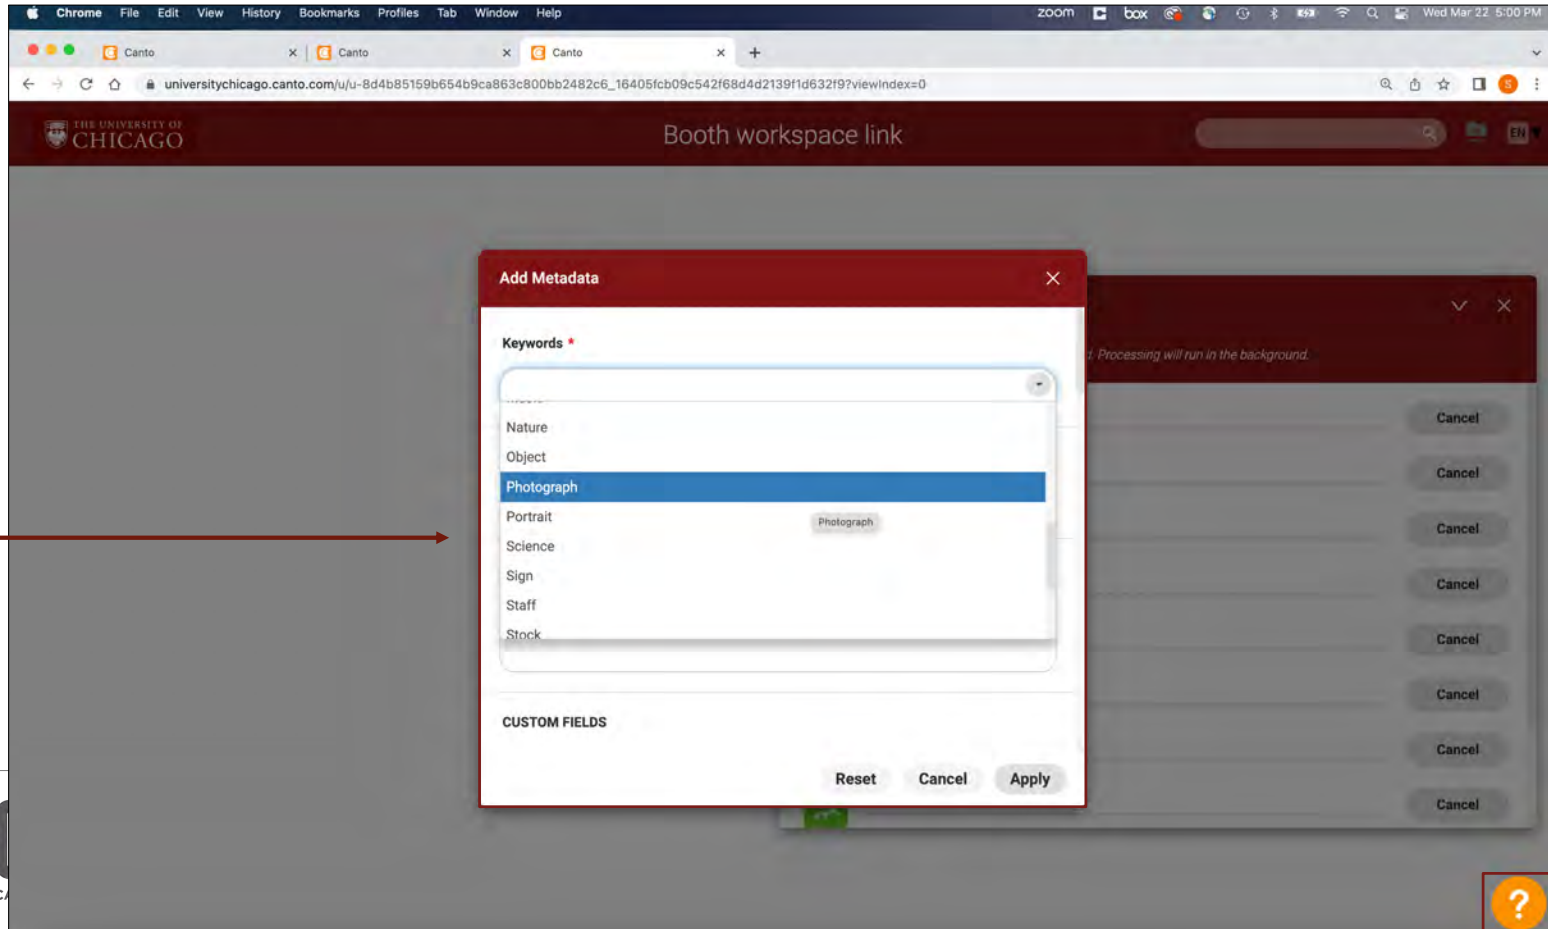 Chrome File Edit View History Bookmarks Profiles Tab Window Help zoom box Wed Mar 22 5:00 PM
Canto Canto Canto
universitychicago.canto.com/u/u-8d4b85159b654b9ca863c800bb2482c6_16405fcb09c542f68d4d2139f1d632f9?viewIndex=0
THE UNIVERSITY OF
CHICAGO
Booth workspace link
EN
Add Metadata
Keywords *
Processing will run in the background.
Nature
Object
Photograph
Portrait
Photograph
Science
Sign
Staff
Stock
Cancel
Cancel
Cancel
Cancel
Cancel
Cancel
Cancel
Cancel
CUSTOM FIELDS
Reset Cancel Apply
?